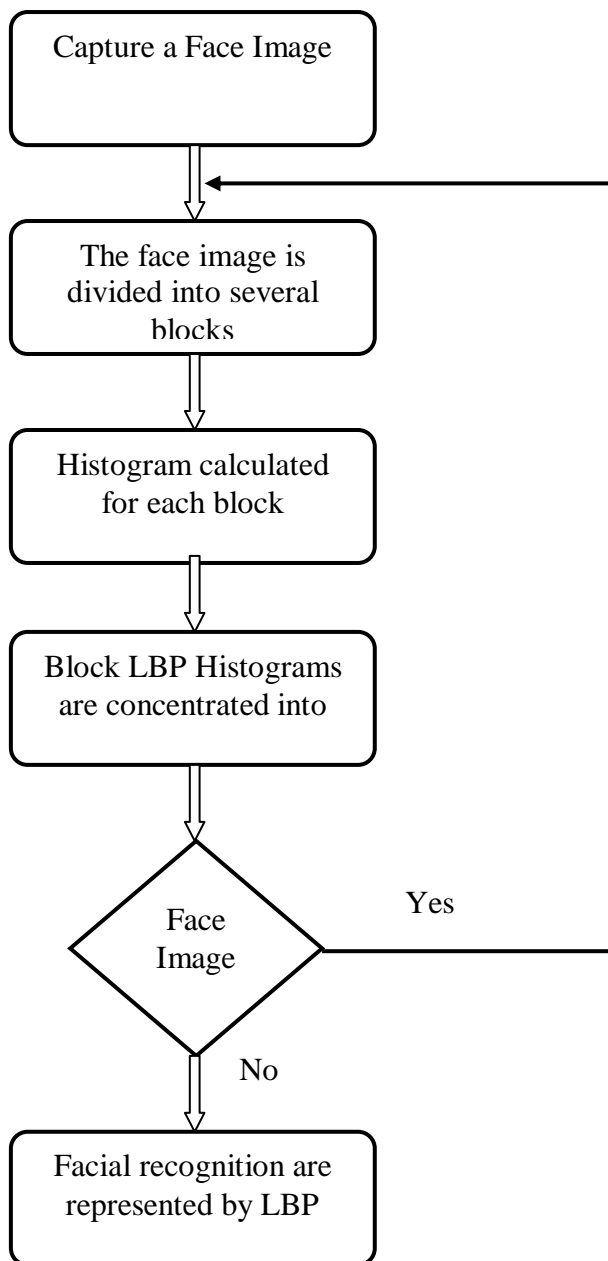 Capture a Face Image
The face image is
divided into several
blocks
Histogram calculated
for each block
Block LBP Histograms
are concentrated into
Face
Image
Yes
No
Facial recognition are
represented by LBP